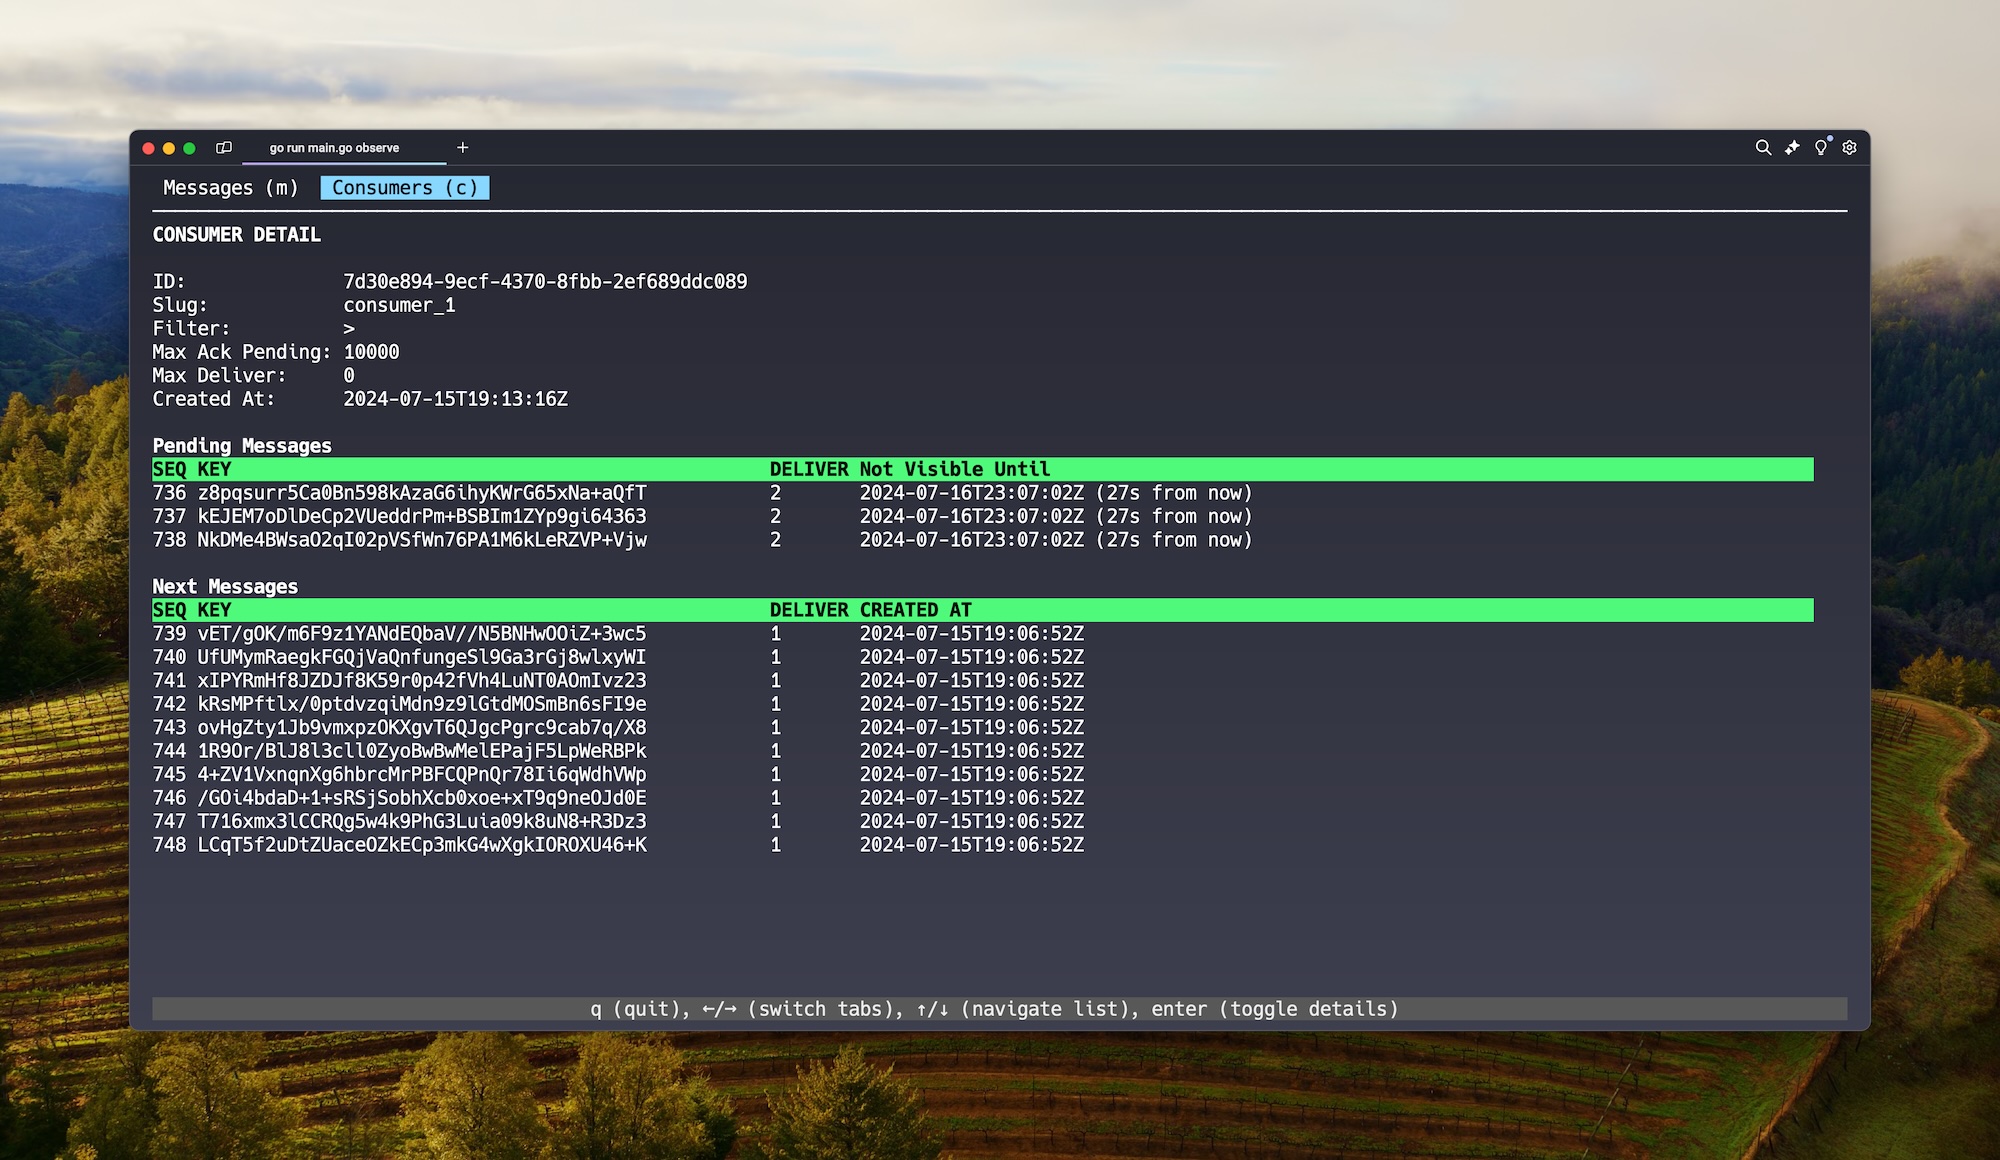 go run main.go observe
Messages (m) Consumers (c)
CONSUMER DETAIL
ID: 7d30e894-9ecf-4370-8fbb-2ef689ddc089
Slug: consumer_1
Filter: >
Max Ack Pending: 10000
Max Deliver: 0
Created At: 2024-07-15T19:13:16Z
Pending Messages
SEQ KEY DELIVER Not Visible Until
736 z8pqsurr5Ca0Bn598kAzaG6ihyKWrG65xNa+aQfT 2 2024-07-16T23:07:02Z (27s from now)
737 kEJEM7oDlDeCp2VUeddrPm+BSBIm1ZYp9gi64363 2 2024-07-16T23:07:02Z (27s from now)
738 NkDMe4BWsaO2qI02pVSfWn76PA1M6kLeRZVP+Vjw 2 2024-07-16T23:07:02Z (27s from now)
Next Messages
SEQ KEY DELIVER CREATED AT
739 vET/gOK/m6F9z1YANdEQbaV//N5BNHwOOiZ+3wc5 1 2024-07-15T19:06:52Z
740 UfUMymRaegkFGQjVaQnfungeSl9Ga3rGj8wlxyWI 1 2024-07-15T19:06:52Z
741 xIPYRmHf8JZDJf8K59r0p42fVh4LuNT0AOmIvz23 1 2024-07-15T19:06:52Z
742 kRsMPftlx/0ptdvzqiMdn9z9lGtdMOSmBn6sFI9e 1 2024-07-15T19:06:52Z
743 ovHgZty1Jb9vmxpzOKXgvT6QJgcPgrc9cab7q/X8 1 2024-07-15T19:06:52Z
744 1R9Or/BlJ8l3cll0ZyoBwBwMelEPajF5LpWeRBPk 1 2024-07-15T19:06:52Z
745 4+ZV1VxnqnXg6hbrcMrPBFCQPnQr78Ii6qWdhVWp 1 2024-07-15T19:06:52Z
746 /GOi4bdaD+1+sRSjSobhXcb0xoe+xT9q9neOJd0E 1 2024-07-15T19:06:52Z
747 T716xmx3lCCRQg5w4k9PhG3Luia09k8uN8+R3Dz3 1 2024-07-15T19:06:52Z
748 LCqT5f2uDtZUaceOZkECp3mkG4wXgkIOROXU46+K 1 2024-07-15T19:06:52Z
q (quit), ←/→ (switch tabs), ↑/↓ (navigate list), enter (toggle details)